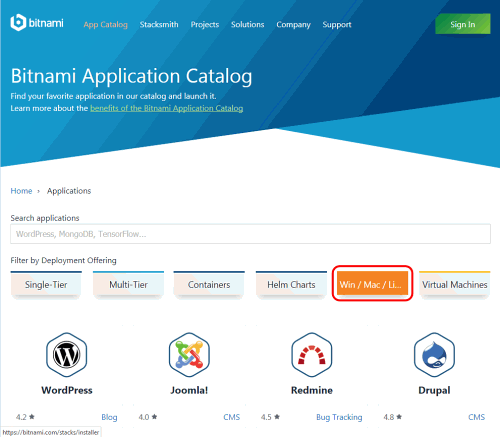 bitnami
App Catalog Stacksmith Projects Solutions Company Support Sign In
Bitnami Application Catalog
Find your favorite application in our catalog and launch it.
Learn more about the benefits of the Bitnami Application Catalog
Home › Applications
Search applications
WordPress, MongoDB, TensorFlow...
Filter by Deployment Offering
Single-Tier Multi-Tier Containers Helm Charts Win / Mac / Li... Virtual Machines
WordPress Joomla! Redmine Drupal
4.2 ★ Blog 4.0 ★ CMS 4.5 ★ Bug Tracking 4.8 ★ CMS
https://bitnami.com/stacks/installer